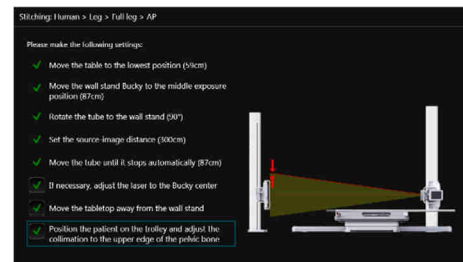 Stitching: Human > Leg > Full leg > AP
Please make the following settings:
Move the table to the lowest position (59cm)
Move the wall stand Bucky to the middle exposure
position (87cm)
Rotate the tube to the wall stand (90°)
Set the source-image distance (300cm)
Move the tube until it stops automatically (87cm)
If necessary, adjust the laser to the Bucky center
Move the tabletop away from the wall stand
Position the patient on the trolley and adjust the
collimation to the upper edge of the pelvic bone